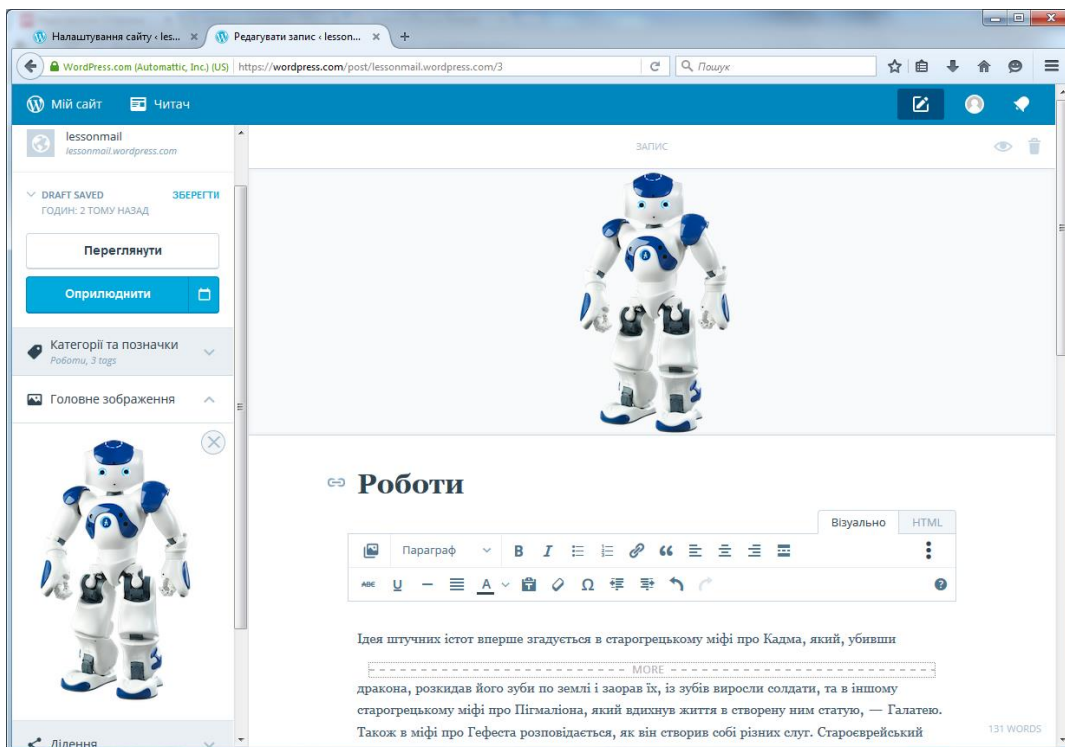 Налаштування сайту ‹ les...
Редагувати запис ‹ lesson...
WordPress.com (Automattic, Inc.) (US)
https://wordpress.com/post/lessonmail.wordpress.com/3
Пошук
Мій сайт
Читач
lessonmail
lessonmail.wordpress.com
ЗАПИС
DRAFT SAVED
ЗБЕРЕГТИ
ГОДИН: 2 ТОМУ НАЗАД
Переглянути
Оприлюднити
Категорії та позначки
Роботи, 3 tags
Головне зображення
Роботи
Візуально
HTML
Параграф
B I
ABC U A Ω
Ідея штучних істот вперше згадується в старогрецькому міфі про Кадма, який, убивши
MORE
дракона, розкидав його зуби по землі і заорав їх, із зубів виросли солдати, та в іншому
старогрецькому міфі про Пігмаліона, який вдихнув життя в створену ним статую, — Галатею.
Також в міфі про Гефеста розповідається, як він створив собі різних слуг. Староєврейський
131 WORDS
Ділення